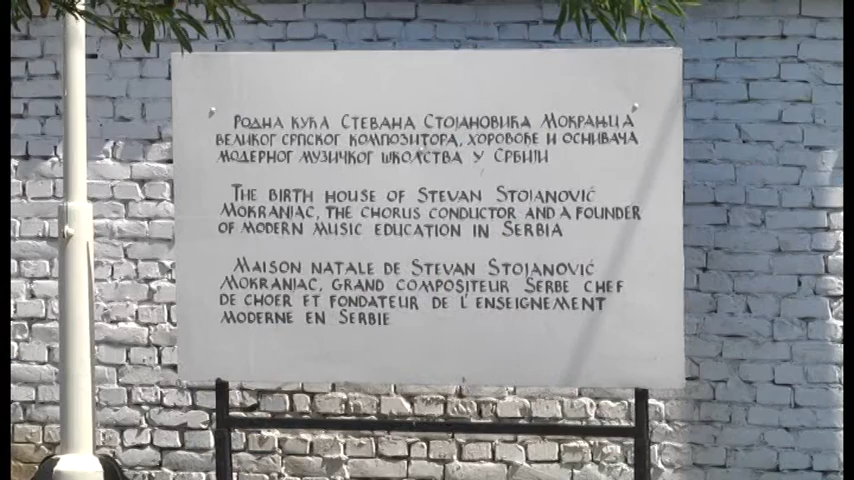 Родна кућа Стевана Стојановића Мокрањца
великог српског композитора, хоровође и оснивача
модерног музичког школства у Србији
The birth house of Stevan Stojanović
Mokranjac, the chorus conductor and a founder
of modern music education in Serbia
Maison natale de Stevan Stojanović
Mokranjac, grand compositeur Serbe chef
de choer et fondateur de l'enseignement
moderne en Serbie